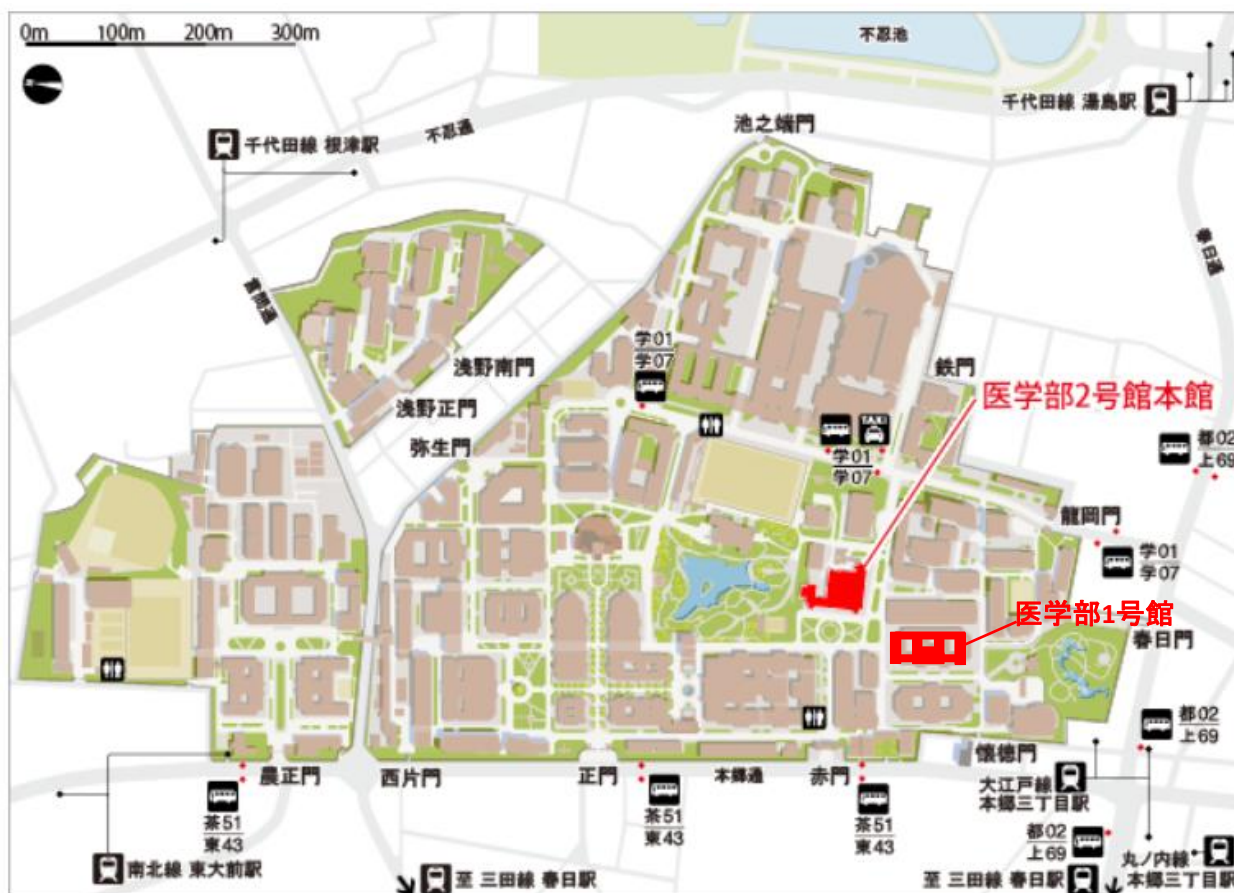 0m 100m 200m 300m
不忍池
千代田線 湯島駅
池之端門
不忍通
千代田線 根津駅
春日通
言問通
学01
学07
浅野南門
鉄門
医学部2号館本館
浅野正門
弥生門
TAXI
学01
学07
都02
上69
龍岡門
学01
学07
医学部1号館
春日門
都02
上69
懐徳門
農正門
西片門
正門
本郷通
赤門
大江戸線
本郷三丁目駅
茶51
東43
茶51
東43
茶51
東43
都02
上69
丸ノ内線
本郷三丁目駅
南北線 東大前駅
至 三田線 春日駅
至 三田線 春日駅